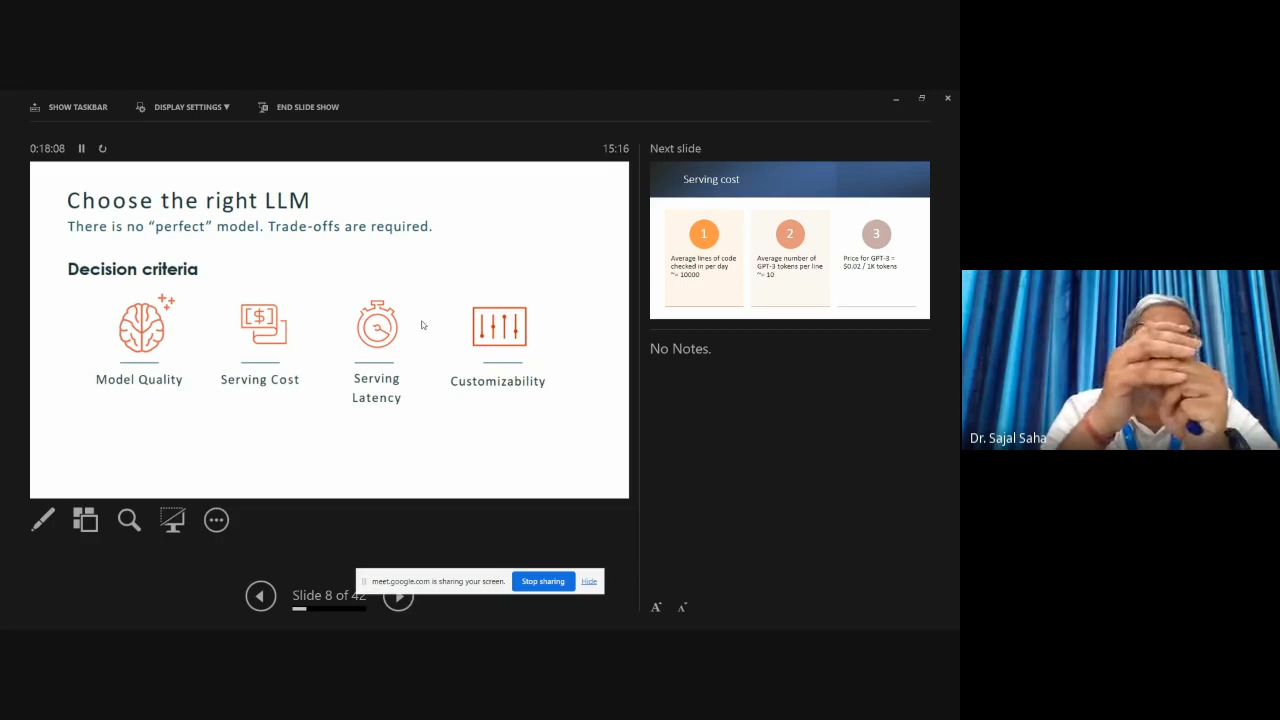 SHOW TASKBAR
DISPLAY SETTINGS ▼
END SLIDE SHOW
0:18:08
15:16
Choose the right LLM
There is no “perfect” model. Trade-offs are required.
Decision criteria
[$]
Model Quality
Serving Cost
Serving
Latency
Customizability
Next slide
Serving cost
1
2
3
Average lines of code
checked in per day
~= 10000
Average number of
GPT-3 tokens per line
~= 10
Price for GPT-3 =
$0.02 / 1K tokens
No Notes.
meet.google.com is sharing your screen.
Stop sharing
Hide
Slide 8 of 42
A
A
Dr. Sajal Saha